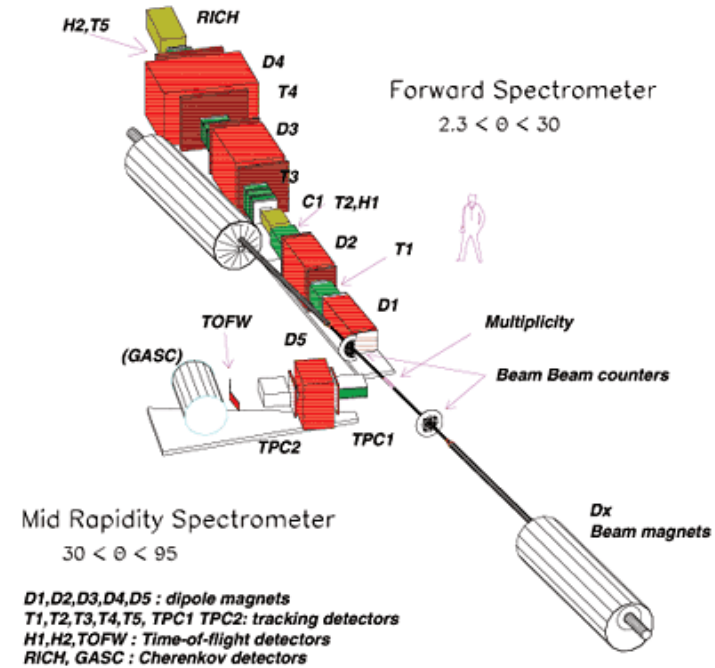 RICH
H2,T5
D4
T4
Forward Spectrometer
2.3 < Θ < 30
D3
T3
C1 T2,H1
D2
T1
D1
TOFW
Multiplicity
D5
(GASC)
Beam Beam counters
TPC2
TPC1
Dx
Beam magnets
Mid Rapidity Spectrometer
30 < Θ < 95
D1,D2,D3,D4,D5 : dipole magnets
T1,T2,T3,T4,T5, TPC1 TPC2: tracking detectors
H1,H2,TOFW : Time-of-flight detectors
RICH, GASC : Cherenkov detectors